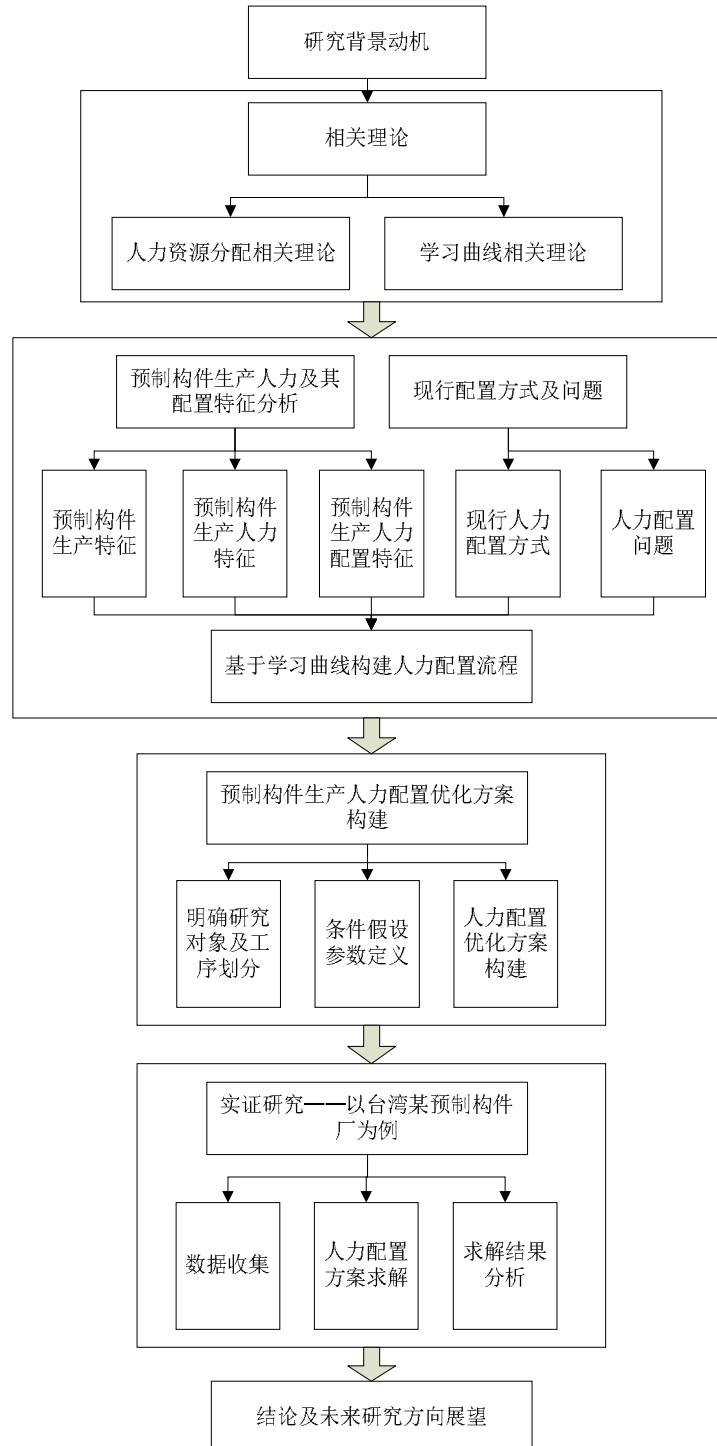 研究背景动机
相关理论
人力资源分配相关理论
学习曲线相关理论
预制构件生产人力及其
配置特征分析
现行配置方式及问题
预制构件
生产特征
预制构件
生产人力
特征
预制构件
生产人力
配置特征
现行人力
配置方式
人力配置
问题
基于学习曲线构建人力配置流程
预制构件生产人力配置优化方案
构建
明确研究
对象及工
序划分
条件假设
参数定义
人力配置
优化方案
构建
实证研究——以台湾某预制构件
厂为例
数据收集
人力配置
方案求解
求解结果
分析
结论及未来研究方向展望